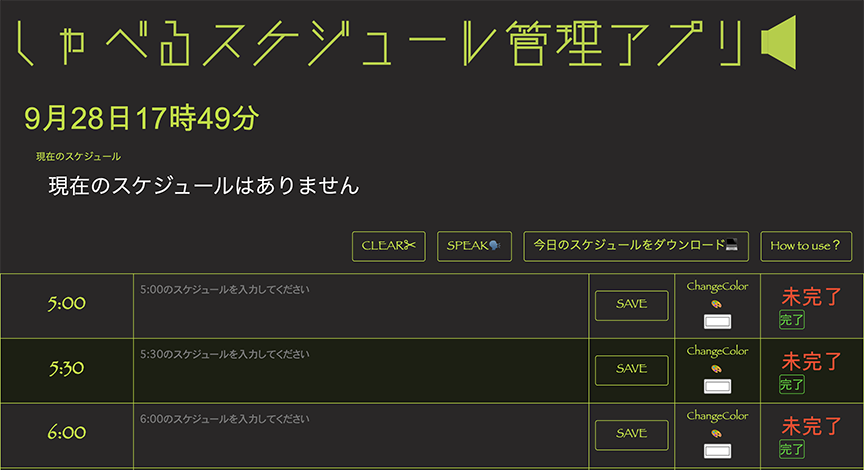 しゃべるスケジュール管理アプリ
9月28日17時49分
現在のスケジュール
現在のスケジュールはありません
CLEAR✂ SPEAK🗣 今日のスケジュールをダウンロード💻 How to use？
5:00 5:00のスケジュールを入力してください SAVE ChangeColor🎨 未完了 完了
5:30 5:30のスケジュールを入力してください SAVE ChangeColor🎨 未完了 完了
6:00 6:00のスケジュールを入力してください SAVE ChangeColor🎨 未完了 完了